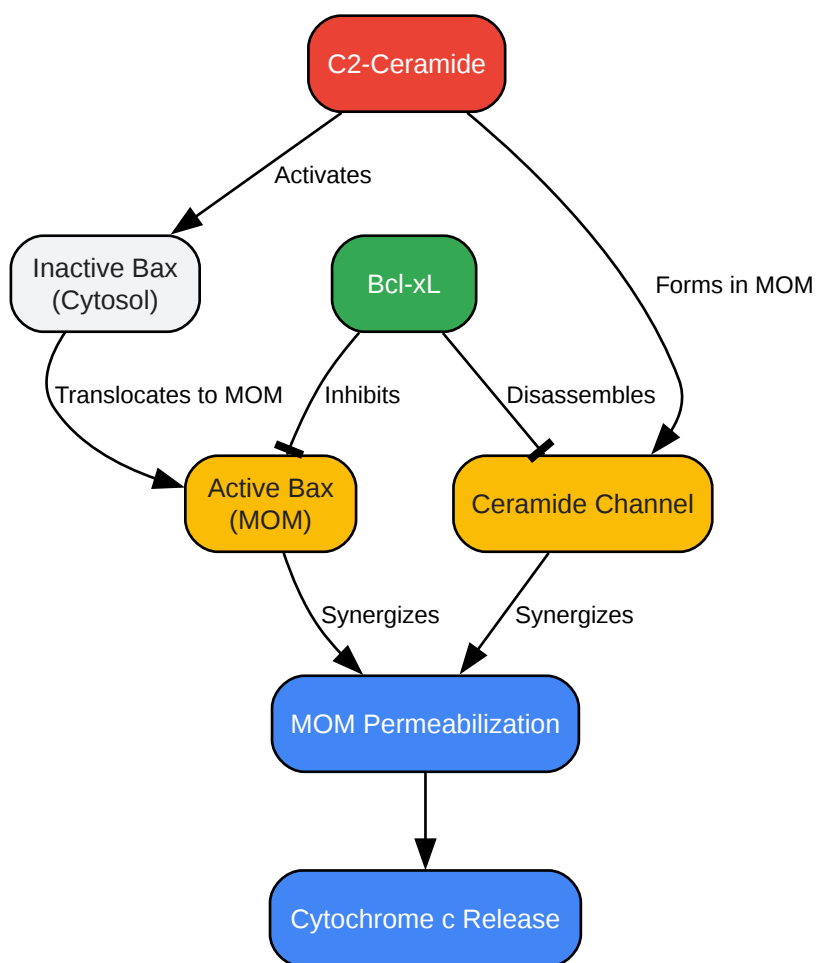 C2-Ceramide
Activates
Inactive Bax
(Cytosol)
Bcl-xL
Forms in MOM
Translocates to MOM
Inhibits
Disassembles
Active Bax
(MOM)
Ceramide Channel
Synergizes
Synergizes
MOM Permeabilization
Cytochrome c Release